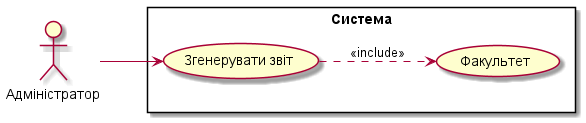 Система
Згенерувати звіт
«include»
Факультет
Адміністратор